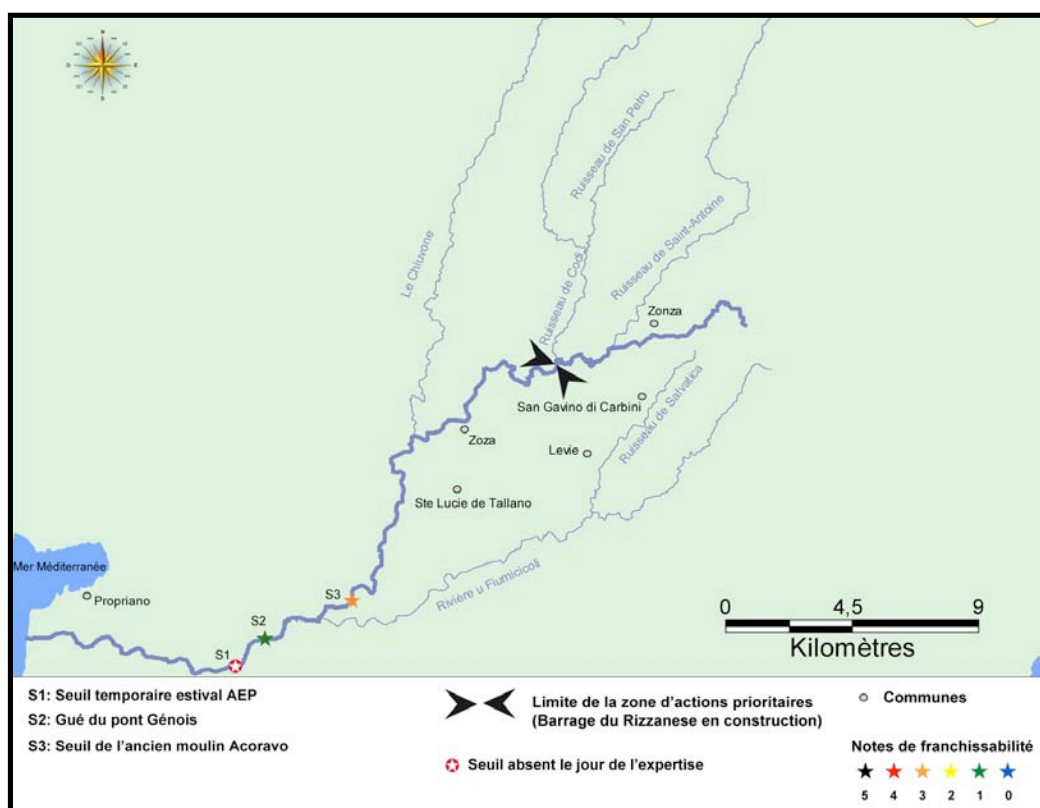 N
O
E
S
Ruisseau de San Petru
Le Chiuvone
Ruisseau de Saint-Antoine
Ruisseau de Codi
Zonza
San Gavino di Carbini
Ruisseau de Salvatica
Zoza
Levie
Ste Lucie de Tallano
Mer Méditerranée
Propriano
Rivière u Fiumicicoli
S3
S2
S1
0 4,5 9
Kilomètres
S1: Seuil temporaire estival AEP
S2: Gué du pont Génois
S3: Seuil de l'ancien moulin Acoravo
Limite de la zone d'actions prioritaires
(Barrage du Rizzanese en construction)
Seuil absent le jour de l'expertise
Communes
Notes de franchissabilité
5 4 3 2 1 0